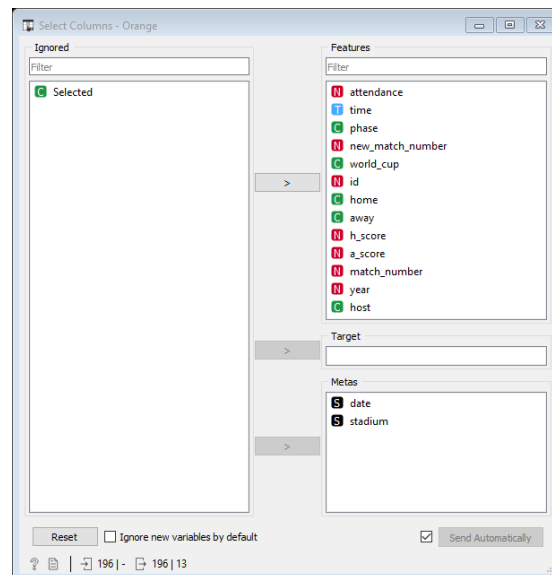 Select Columns - Orange
Ignored
Filter
C Selected
>
>
>
Features
Filter
N attendance
T time
C phase
N new_match_number
C world_cup
N id
C home
C away
N h_score
N a_score
N match_number
N year
C host
Target
Metas
S date
S stadium
Reset
Ignore new variables by default
Send Automatically
? 196 | - 196 | 13